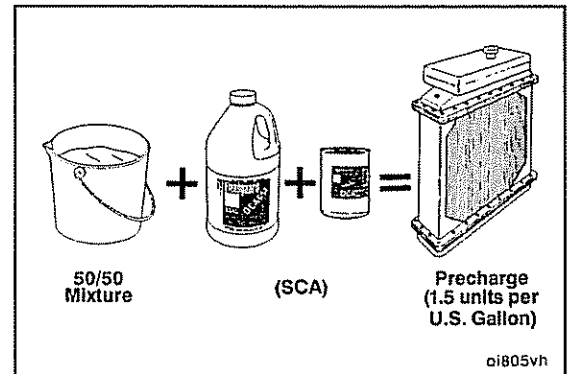 50/50
Mixture
(SCA)
Precharge
(1.5 units per
U.S. Gallon)
oi805vh